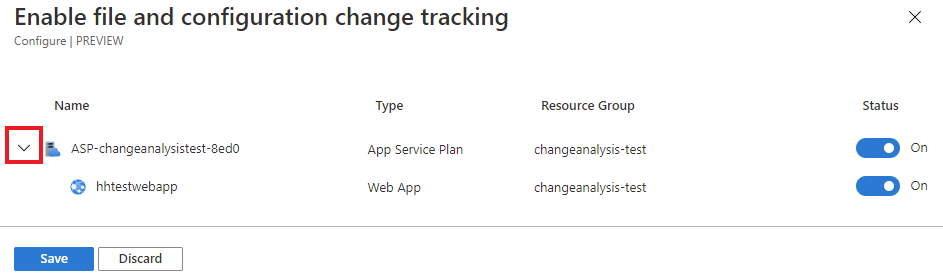 Enable file and configuration change tracking
Configure | PREVIEW
Name Type Resource Group Status
ASP-changeanalysistest-8ed0 App Service Plan changeanalysis-test On
hhtestwebapp Web App changeanalysis-test On
Save Discard